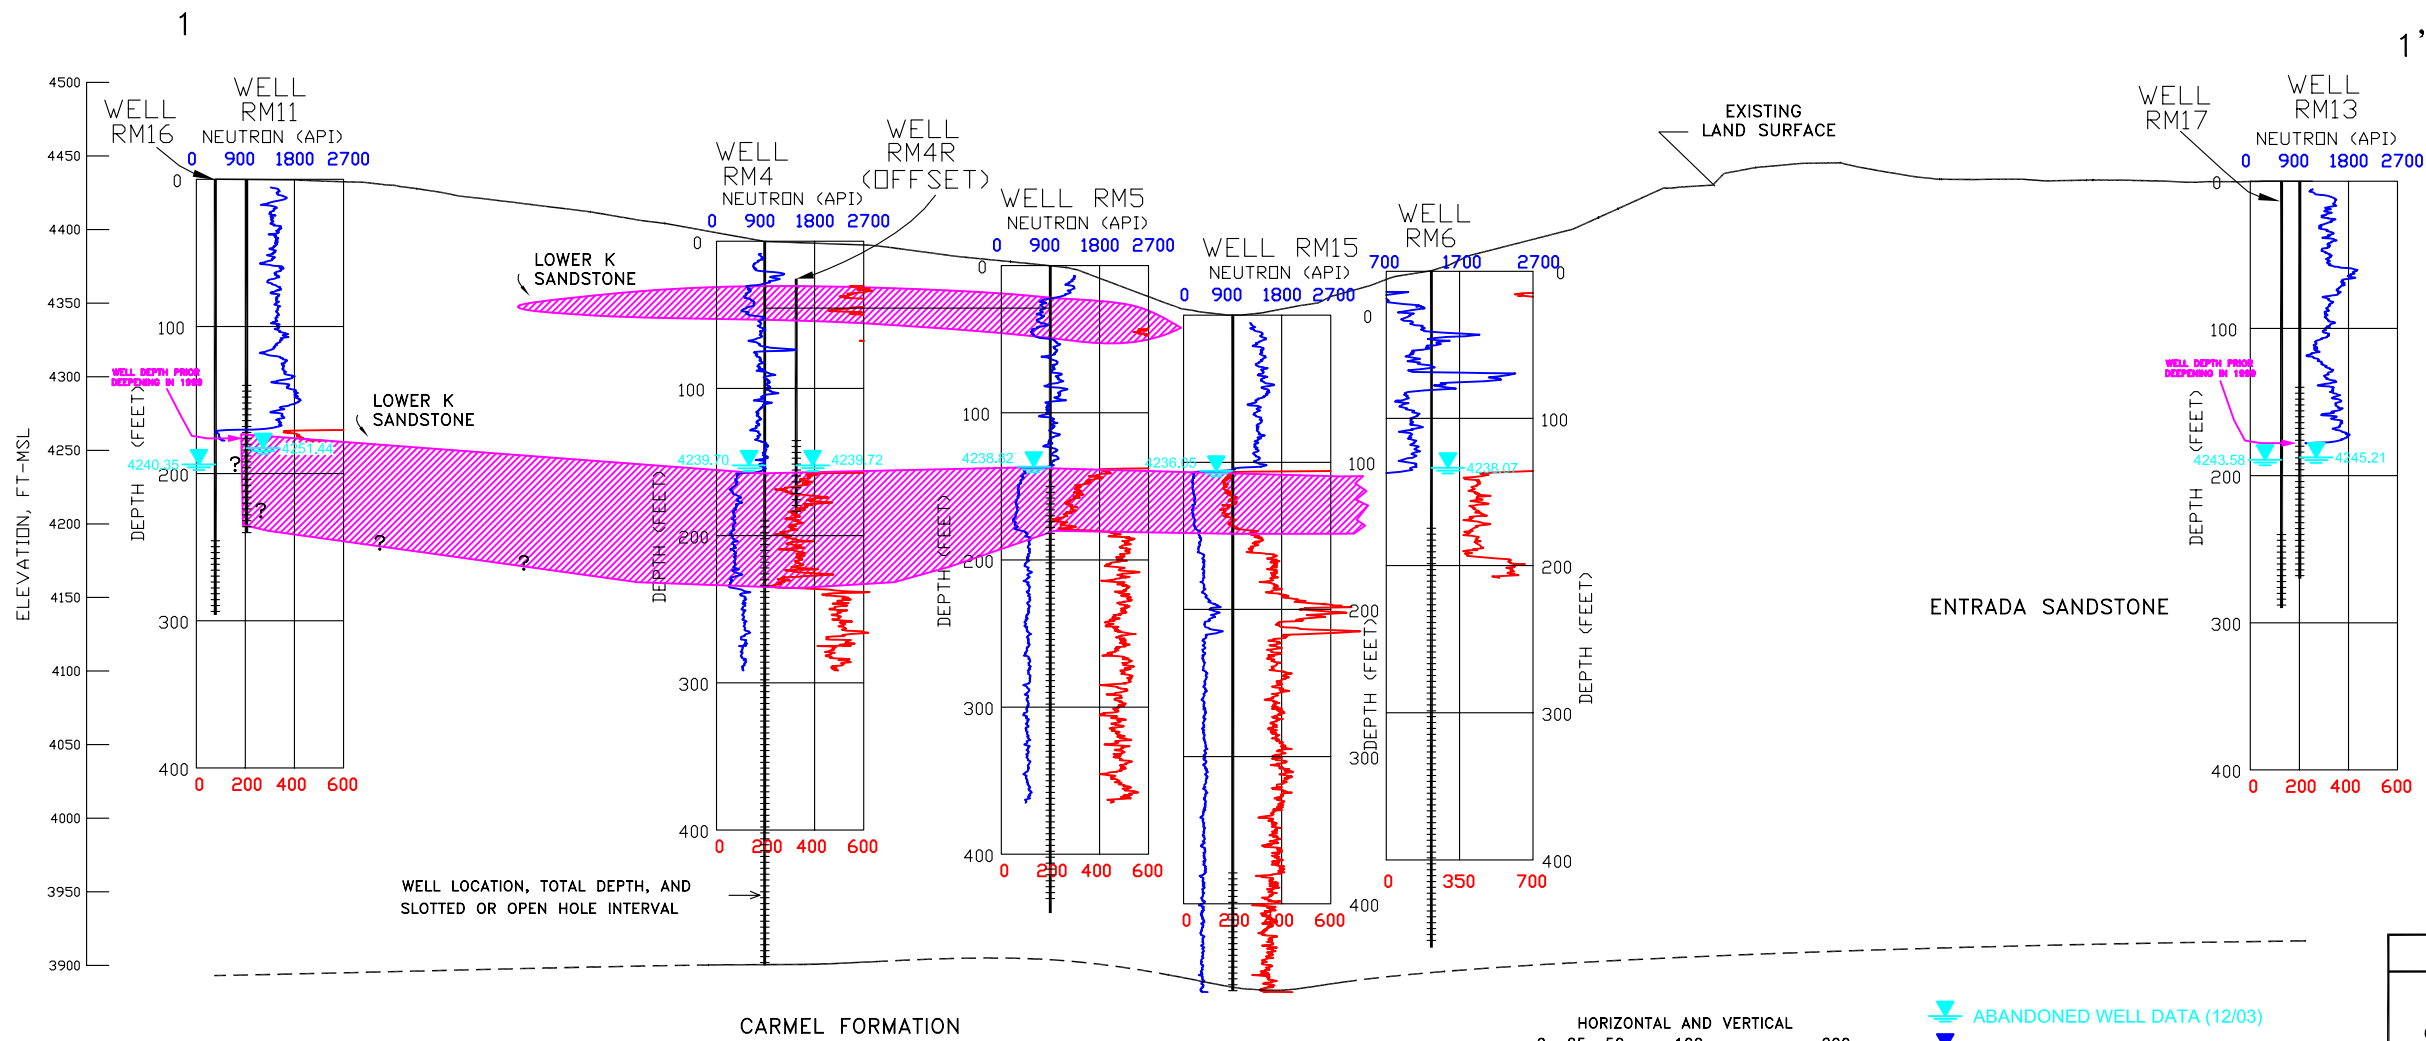 1
1'
WELL
RM16
WELL
RM11
NEUTRON (API)
0 900 1800 2700
WELL
RM4
NEUTRON (API)
0 900 1800 2700
WELL
RM4R
(OFFSET)
WELL RM5
NEUTRON (API)
0 900 1800 2700
WELL RM15
NEUTRON (API)
0 900 1800 2700
WELL
RM6
700 1700 2700
EXISTING
LAND SURFACE
WELL
RM17
WELL
RM13
NEUTRON (API)
0 900 1800 2700
ELEVATION, FT-MSL
4500
4450
4400
4350
4300
4250
4200
4150
4100
4050
4000
3950
3900
LOWER K
SANDSTONE
LOWER K
SANDSTONE
WELL DEPTH PRIOR
DEEPENING IN 1999
4240.35
4251.44
?
?
?
?
DEPTH (FEET)
0
100
200
300
400
0 200 400 600
4239.70
4239.72
DEPTH (FEET)
0
100
200
300
400
0 200 400 600
4238.82
DEPTH (FEET)
0
100
200
300
400
0 200 400 600
4236.05
DEPTH (FEET)
0
100
200
300
400
0 200 400 600
4238.07
DEPTH (FEET)
0
100
200
300
400
0 350 700
WELL DEPTH PRIOR
DEEPENING IN 1999
4243.58
4245.21
DEPTH (FEET)
0
100
200
300
400
0 200 400 600
ENTRADA SANDSTONE
WELL LOCATION, TOTAL DEPTH, AND
SLOTTED OR OPEN HOLE INTERVAL
CARMEL FORMATION
HORIZONTAL AND VERTICAL
ABANDONED WELL DATA (12/03)